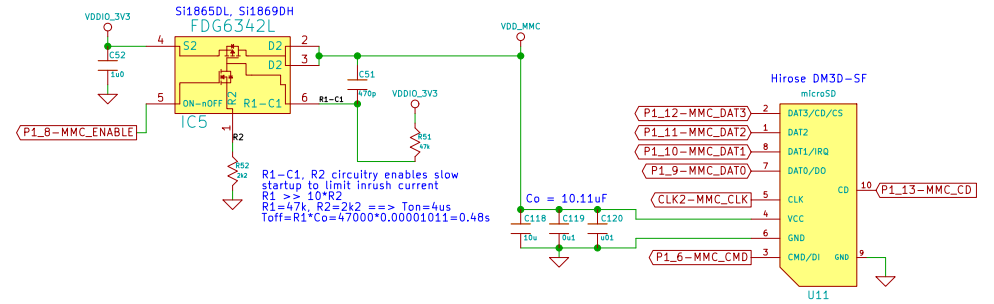 Si1865DL, Si1869DH
FDG6342L
VDDIO_3V3
C52
1u0
4
S2
D2
2
D2
3
5
ON-nOFF
R2
R1-C1
6
R1-C1
IC5
1
R2
P1_8-MMC_ENABLE
R52
2k2
C51
470p
VDDIO_3V3
R51
47k
R1-C1, R2 circuitry enables slow
startup to limit inrush current
R1 >> 10*R2
R1=47k, R2=2k2 ==> Ton=4us
Toff=R1*Co=47000*0.00001011=0.48s
VDD_MMC
Co = 10.11uF
C118
10u
C119
0u1
C120
u01
Hirose DM3D-SF
microSD
P1_12-MMC_DAT3
2
DAT3/CD/CS
P1_11-MMC_DAT2
1
DAT2
P1_10-MMC_DAT1
8
DAT1/IRQ
P1_9-MMC_DAT0
7
DAT0/DO
CD
10
P1_13-MMC_CD
CLK2-MMC_CLK
5
CLK
4
VCC
6
GND
P1_6-MMC_CMD
3
CMD/DI
GND
9
U11